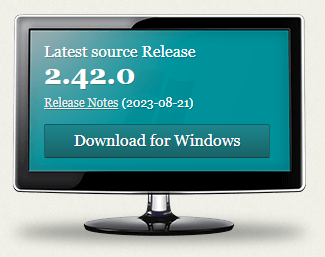 Latest source Release
2.42.0
Release Notes (2023-08-21)
Download for Windows